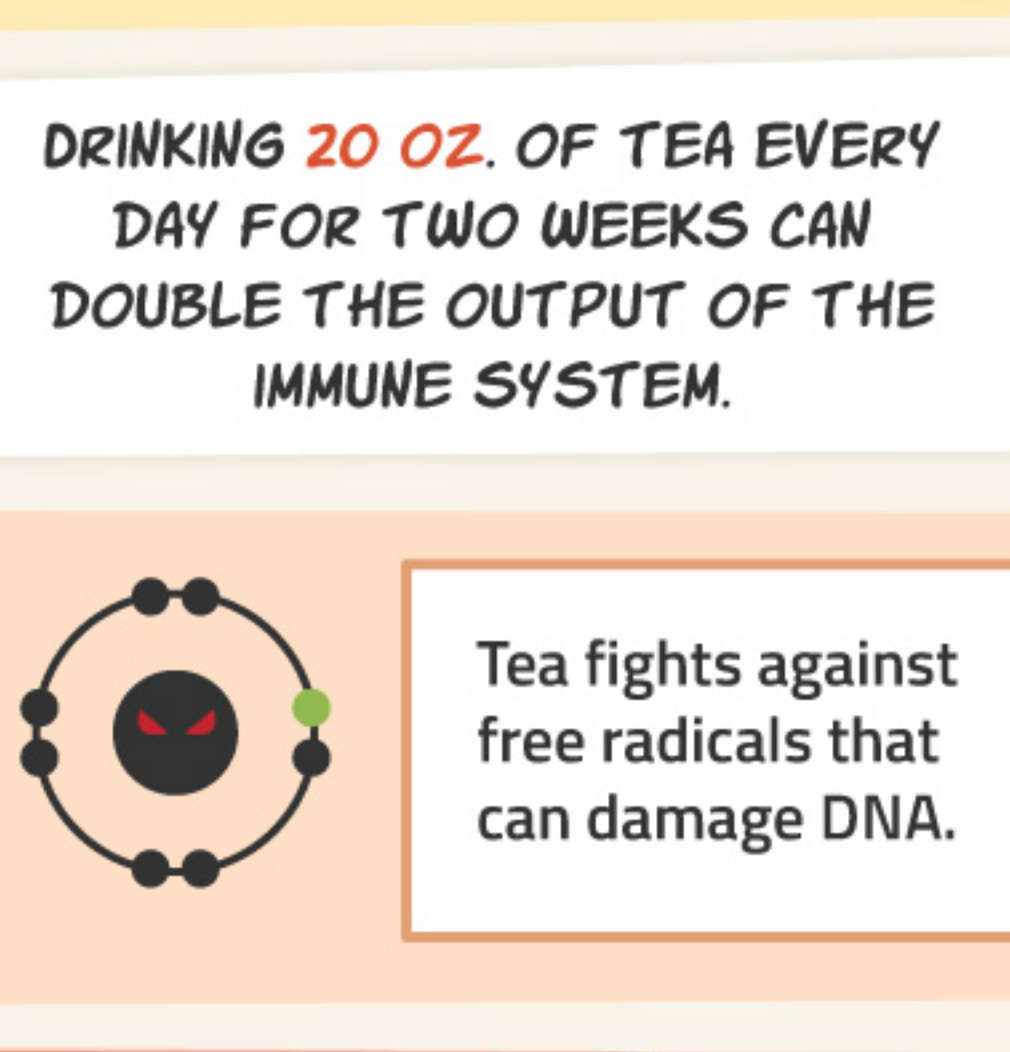 DRINKING 20 OZ. OF TEA EVERY
DAY FOR TWO WEEKS CAN
DOUBLE THE OUTPUT OF THE
IMMUNE SYSTEM.
Tea fights against
free radicals that
can damage DNA.